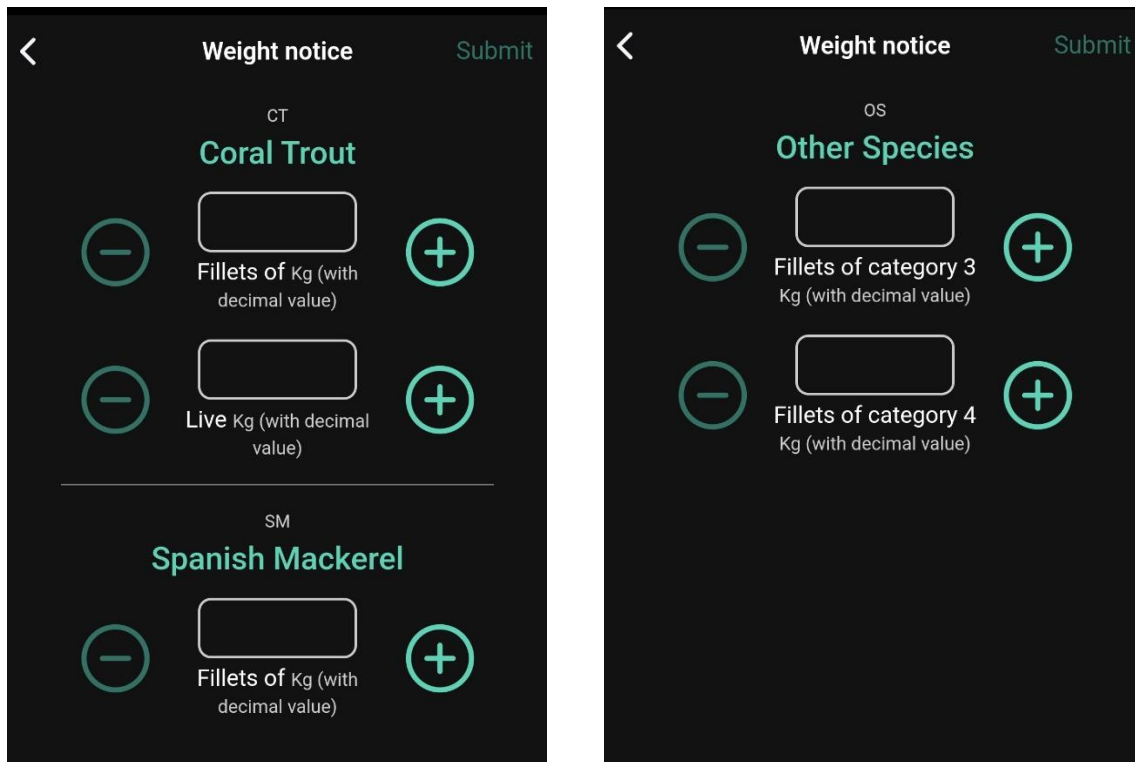 Weight notice
Submit
CT
Coral Trout
Fillets of Kg (with
decimal value)
Live Kg (with decimal
value)
SM
Spanish Mackerel
Fillets of Kg (with
decimal value)
Weight notice
Submit
OS
Other Species
Fillets of category 3
Kg (with decimal value)
Fillets of category 4
Kg (with decimal value)